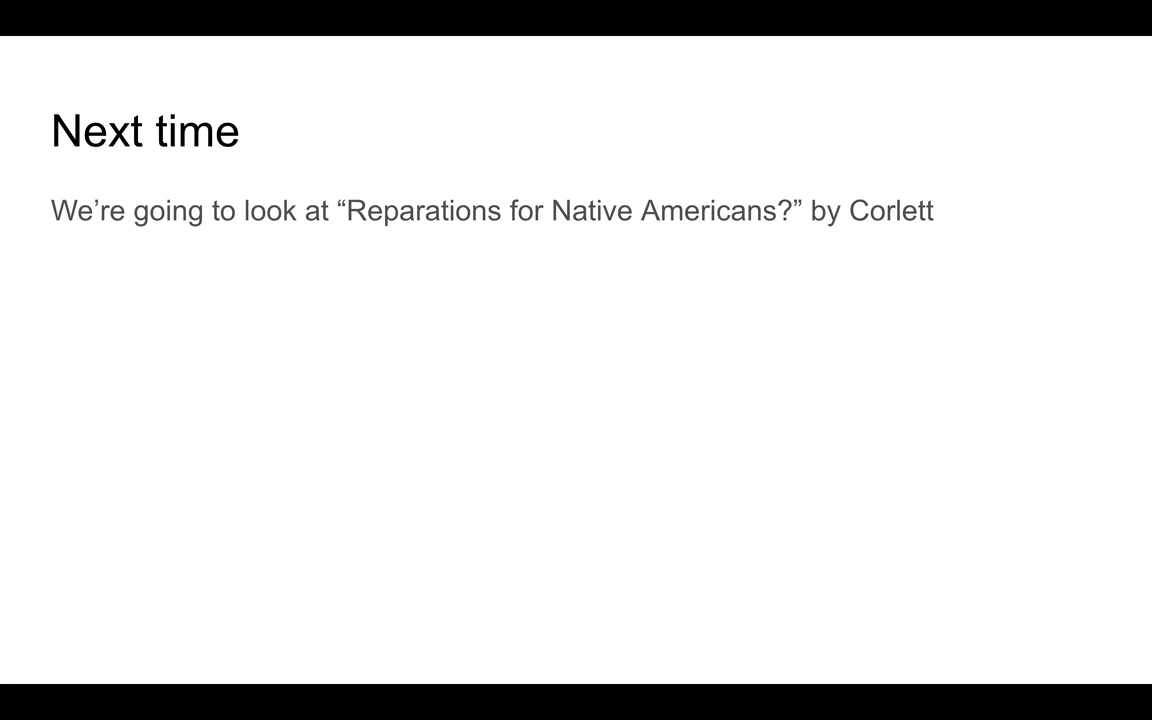 Next time
We’re going to look at “Reparations for Native Americans?” by Corlett